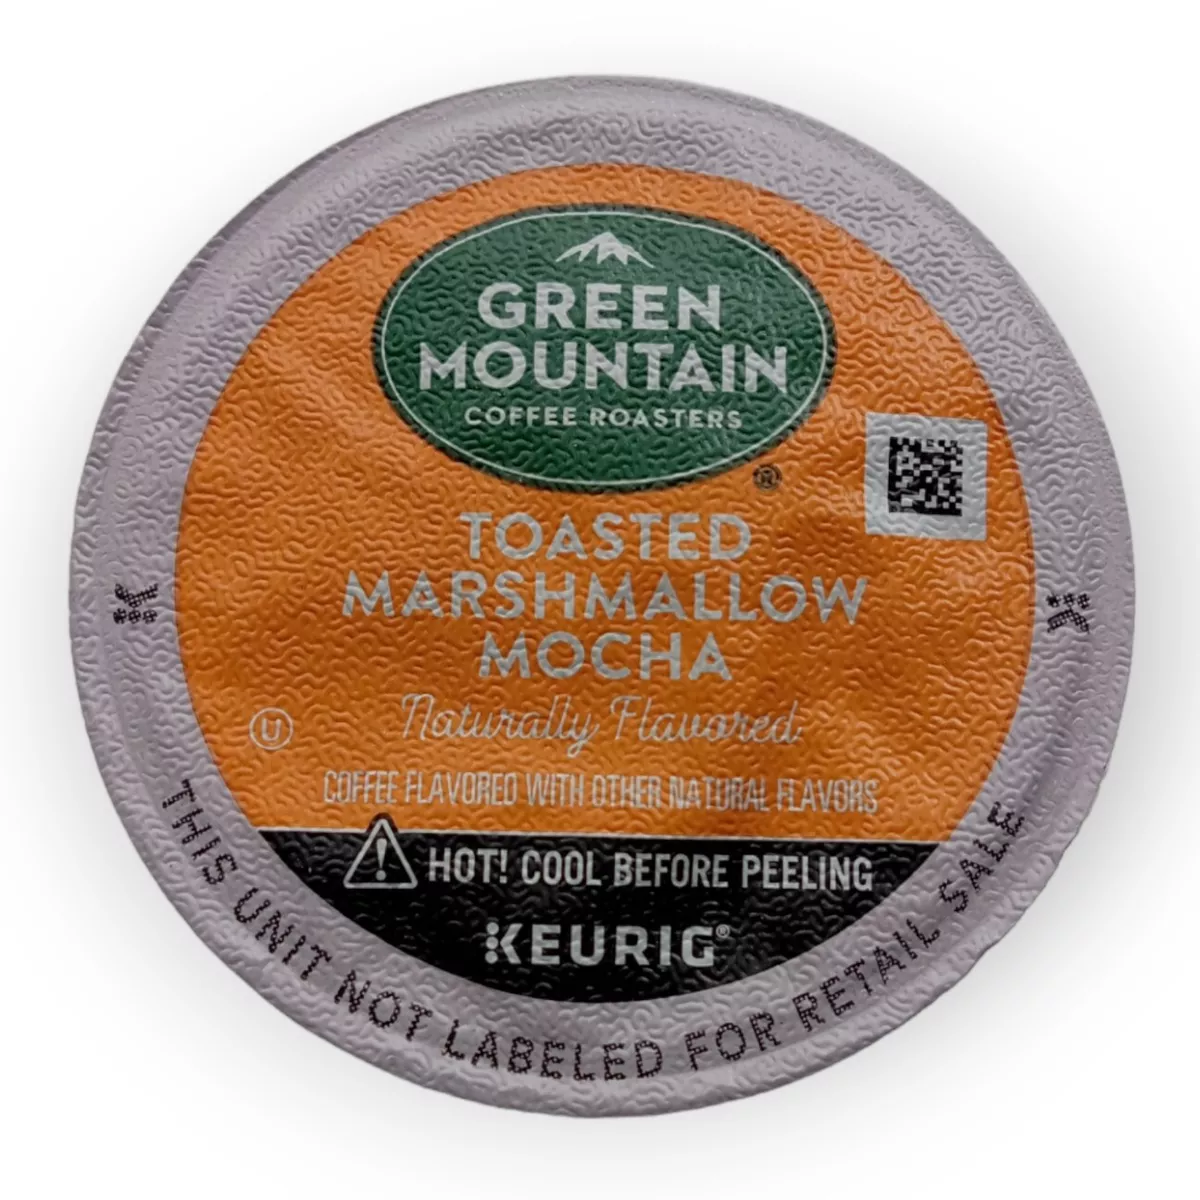 GREEN
MOUNTAIN
COFFEE ROASTERS
®
TOASTED
MARSHMALLOW
MOCHA
Naturally Flavored
U
COFFEE FLAVORED WITH OTHER NATURAL FLAVORS
HOT! COOL BEFORE PEELING
KEURIG®
THIS UNIT NOT LABELED FOR RETAIL SALE